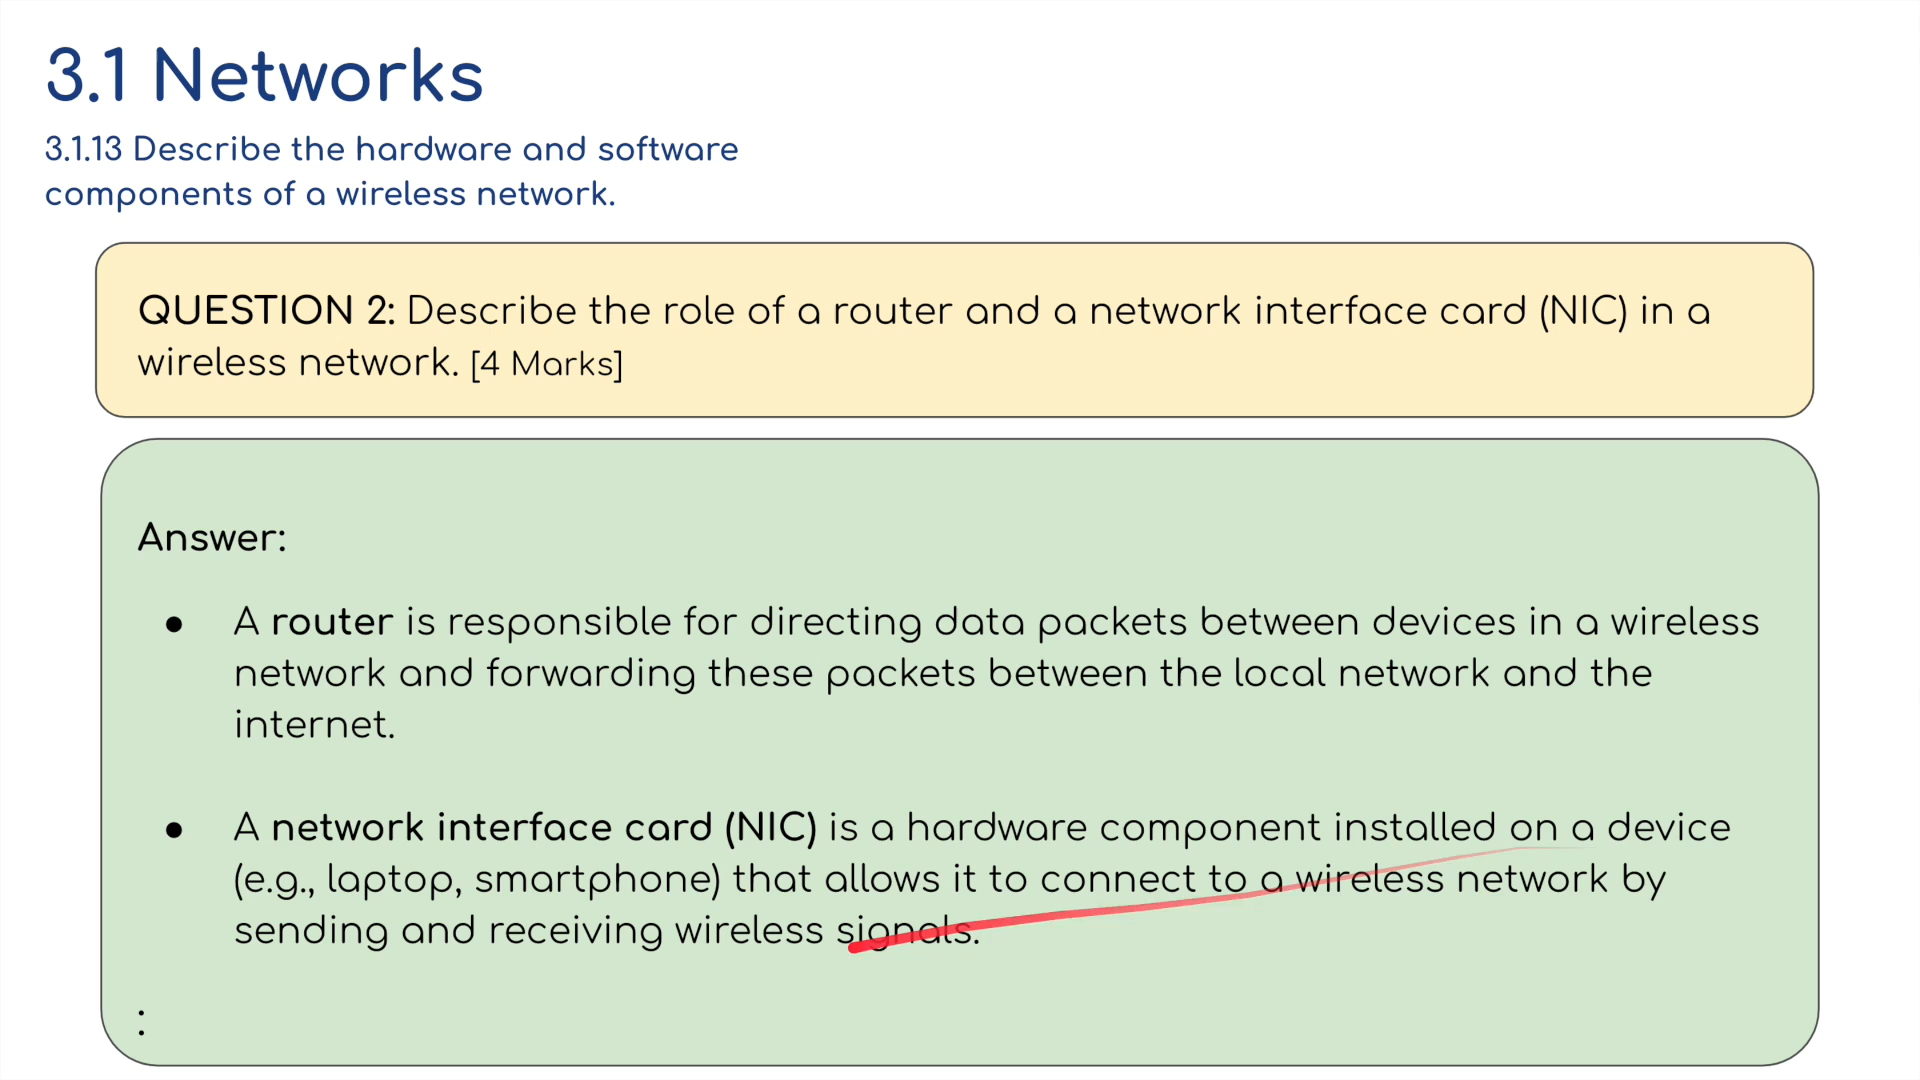 3.1 Networks
3.1.13 Describe the hardware and software
components of a wireless network.
QUESTION 2: Describe the role of a router and a network interface card (NIC) in a
wireless network. [4 Marks]
Answer:
● A router is responsible for directing data packets between devices in a wireless
network and forwarding these packets between the local network and the
internet.
● A network interface card (NIC) is a hardware component installed on a device
(e.g., laptop, smartphone) that allows it to connect to a wireless network by
sending and receiving wireless signals.
: